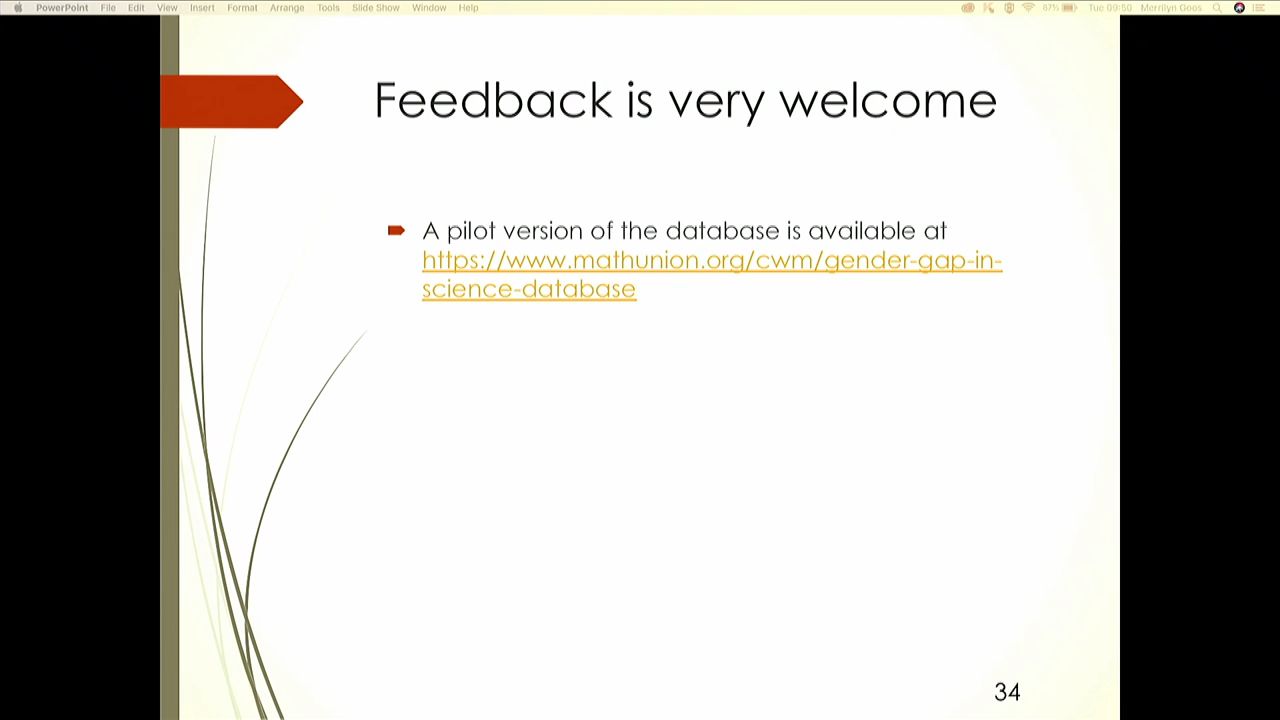 PowerPoint File Edit View Insert Format Arrange Tools Slide Show Window Help 87% Tue 09:50 Merrilyn Goos
Feedback is very welcome
A pilot version of the database is available at
https://www.mathunion.org/cwm/gender-gap-in-
science-database
34